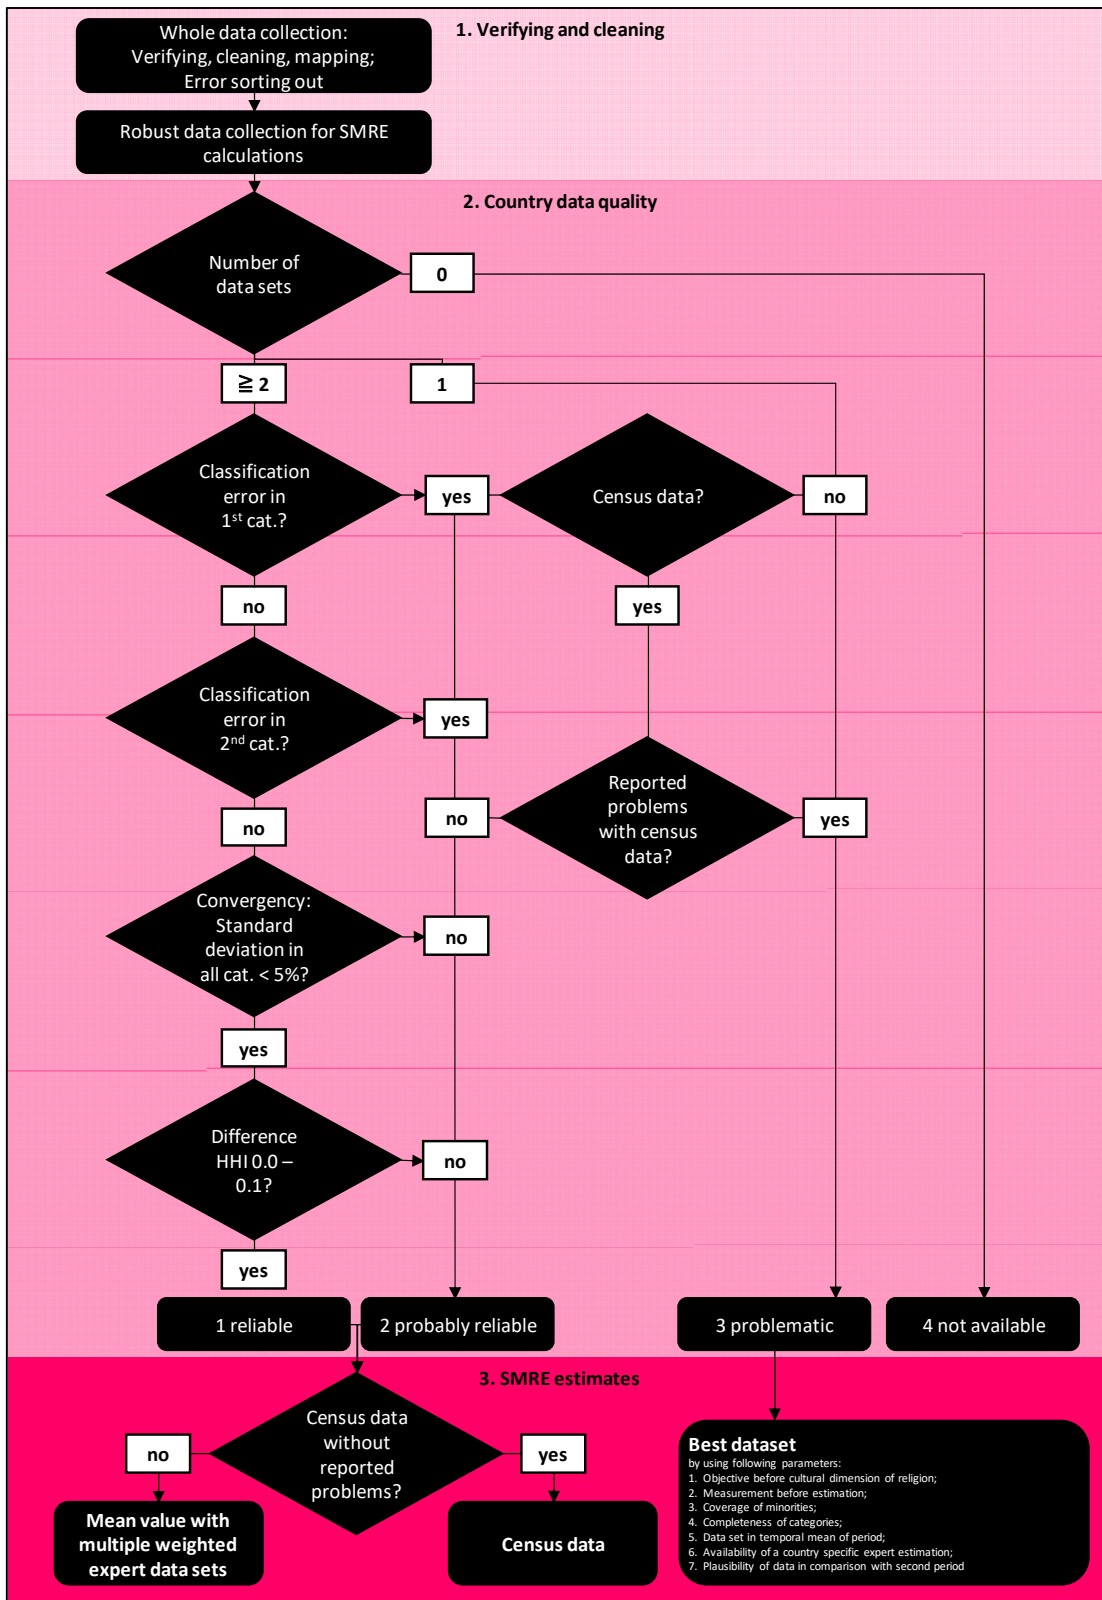 Whole data collection:
Verifying, cleaning, mapping;
Error sorting out
1. Verifying and cleaning
Robust data collection for SMRE
calculations
2. Country data quality
Number of
data sets
0
≧ 2
1
Classification
error in
1st cat.?
yes
Census data?
no
no
yes
Classification
error in
2nd cat.?
yes
Reported
problems
with census
data?
no
yes
no
Convergency:
Standard
deviation in
all cat. < 5%?
no
yes
Difference
HHI 0.0 –
0.1?
no
yes
1 reliable
2 probably reliable
3 problematic
4 not available
3. SMRE estimates
Census data
without
reported
problems?
no
yes
Mean value with
multiple weighted
expert data sets
Census data
Best dataset
by using following parameters:
1. Objective before cultural dimension of religion;
2. Measurement before estimation;
3. Coverage of minorities;
4. Completeness of categories;
5. Data set in temporal mean of period;
6. Availability of a country specific expert estimation;
7. Plausibility of data in comparison with second period